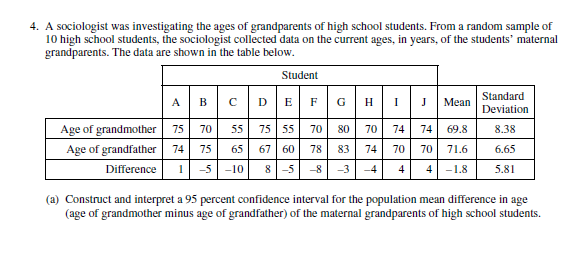 4. A sociologist was investigating the ages of grandparents of high school students. From a random sample of
10 high school students, the sociologist collected data on the current ages, in years, of the students' maternal
grandparents. The data are shown in the table below.
Student
A B C D E F G H I J Mean Standard Deviation
Age of grandmother 75 70 55 75 55 70 80 70 74 74 69.8 8.38
Age of grandfather 74 75 65 67 60 78 83 74 70 70 71.6 6.65
Difference 1 −5 −10 8 −5 −8 −3 −4 4 4 −1.8 5.81
(a) Construct and interpret a 95 percent confidence interval for the population mean difference in age
(age of grandmother minus age of grandfather) of the maternal grandparents of high school students.